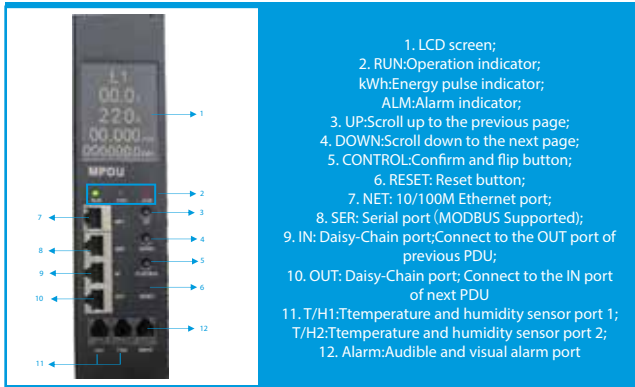 L1
00.0
220
00.000
MPDU
1
2
3
4
5
6
7
8
9
10
11
12
1. LCD screen;
2. RUN:Operation indicator;
kWh:Energy pulse indicator;
ALM:Alarm indicator;
3. UP:Scroll up to the previous page;
4. DOWN:Scroll down to the next page;
5. CONTROL:Confirm and flip button;
6. RESET: Reset button;
7. NET: 10/100M Ethernet port;
8. SER: Serial port (MODBUS Supported);
9. IN: Daisy-Chain port;Connect to the OUT port of
previous PDU;
10. OUT: Daisy-Chain port; Connect to the IN port
of next PDU
11. T/H1:Ttemperature and humidity sensor port 1;
T/H2:Ttemperature and humidity sensor port 2;
12. Alarm:Audible and visual alarm port